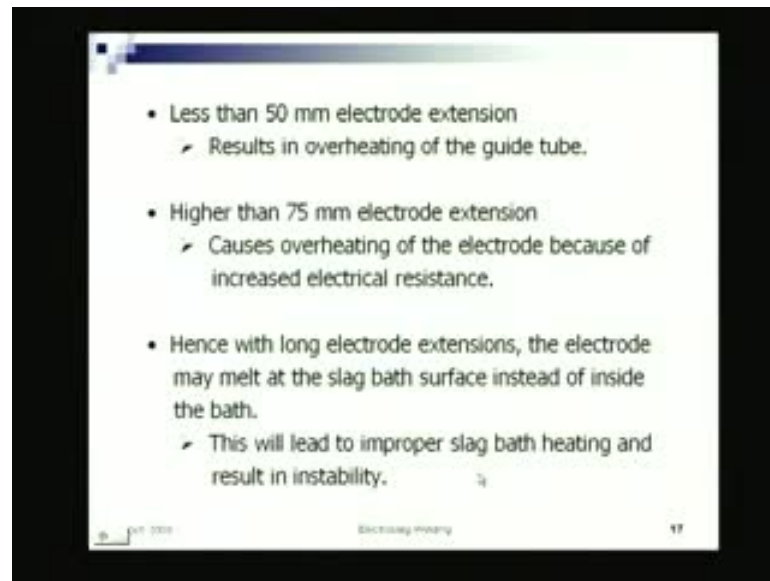 • Less than 50 mm electrode extension
➤ Results in overheating of the guide tube.
• Higher than 75 mm electrode extension
➤ Causes overheating of the electrode because of
increased electrical resistance.
• Hence with long electrode extensions, the electrode
may melt at the slag bath surface instead of inside
the bath.
➤ This will lead to improper slag bath heating and
result in instability.
Electroslag Welding
17